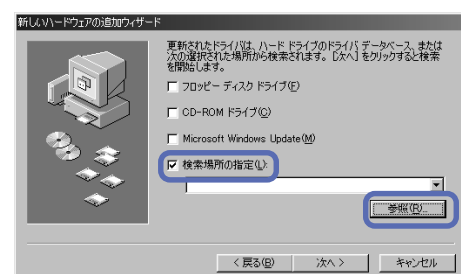 新しいハードウェアの追加ウィザード
更新されたドライバは、ハード ドライブのドライバ データベース、または
次の選択された場所から検索されます。[次へ] をクリックすると検索
を開始します。
フロッピー ディスク ドライブ(F)
CD-ROM ドライブ(C)
Microsoft Windows Update(M)
検索場所の指定(L):
参照(R)...
< 戻る(B)
次へ >
キャンセル